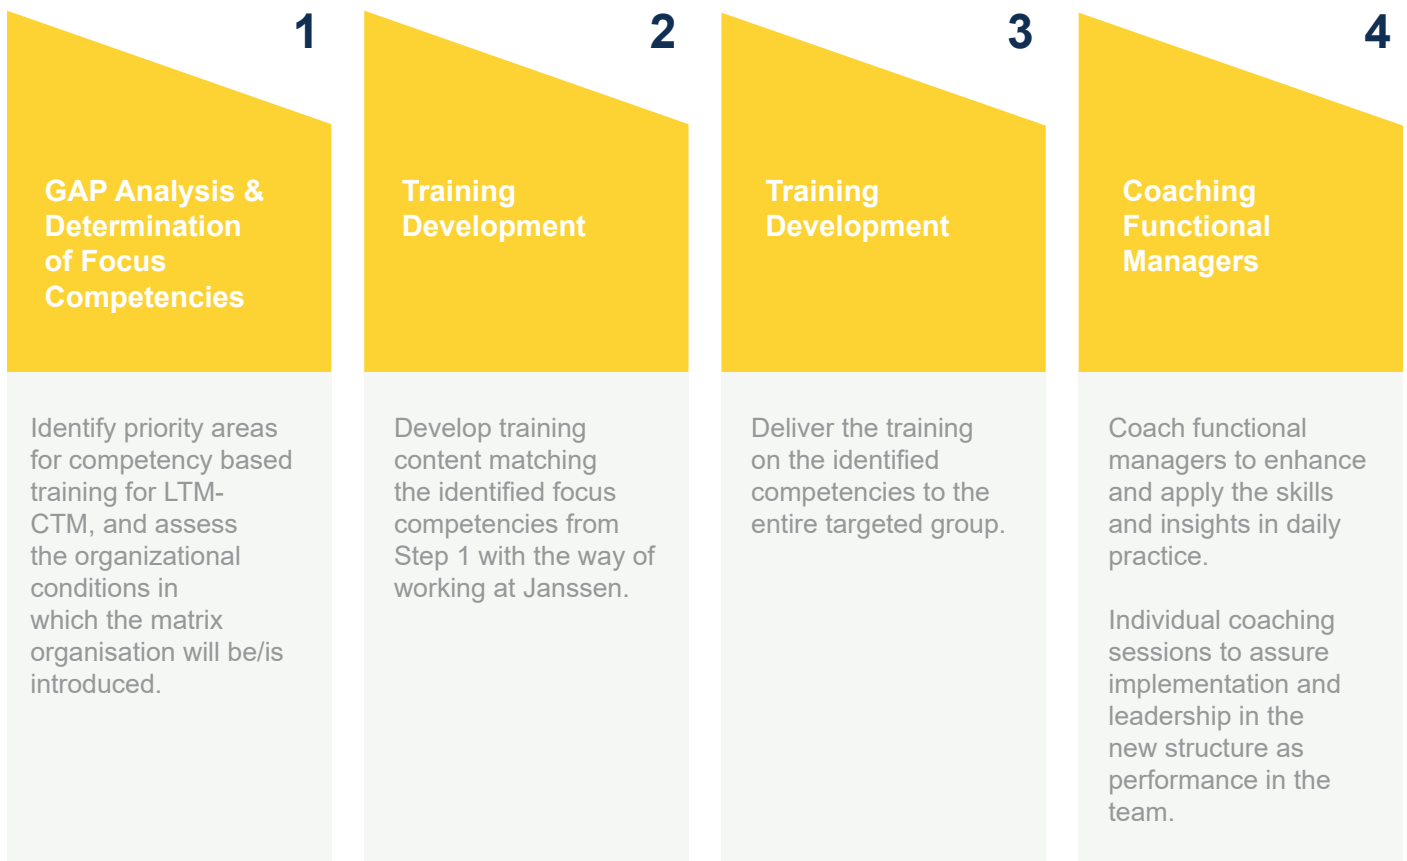 1
GAP Analysis &
Determination
of Focus
Competencies
Identify priority areas
for competency based
training for LTM-
CTM, and assess
the organizational
conditions in
which the matrix
organisation will be/is
introduced.
2
Training
Development
Develop training
content matching
the identified focus
competencies from
Step 1 with the way of
working at Janssen.
3
Training
Development
Deliver the training
on the identified
competencies to the
entire targeted group.
4
Coaching
Functional
Managers
Coach functional
managers to enhance
and apply the skills
and insights in daily
practice.
Individual coaching
sessions to assure
implementation and
leadership in the
new structure as
performance in the
team.